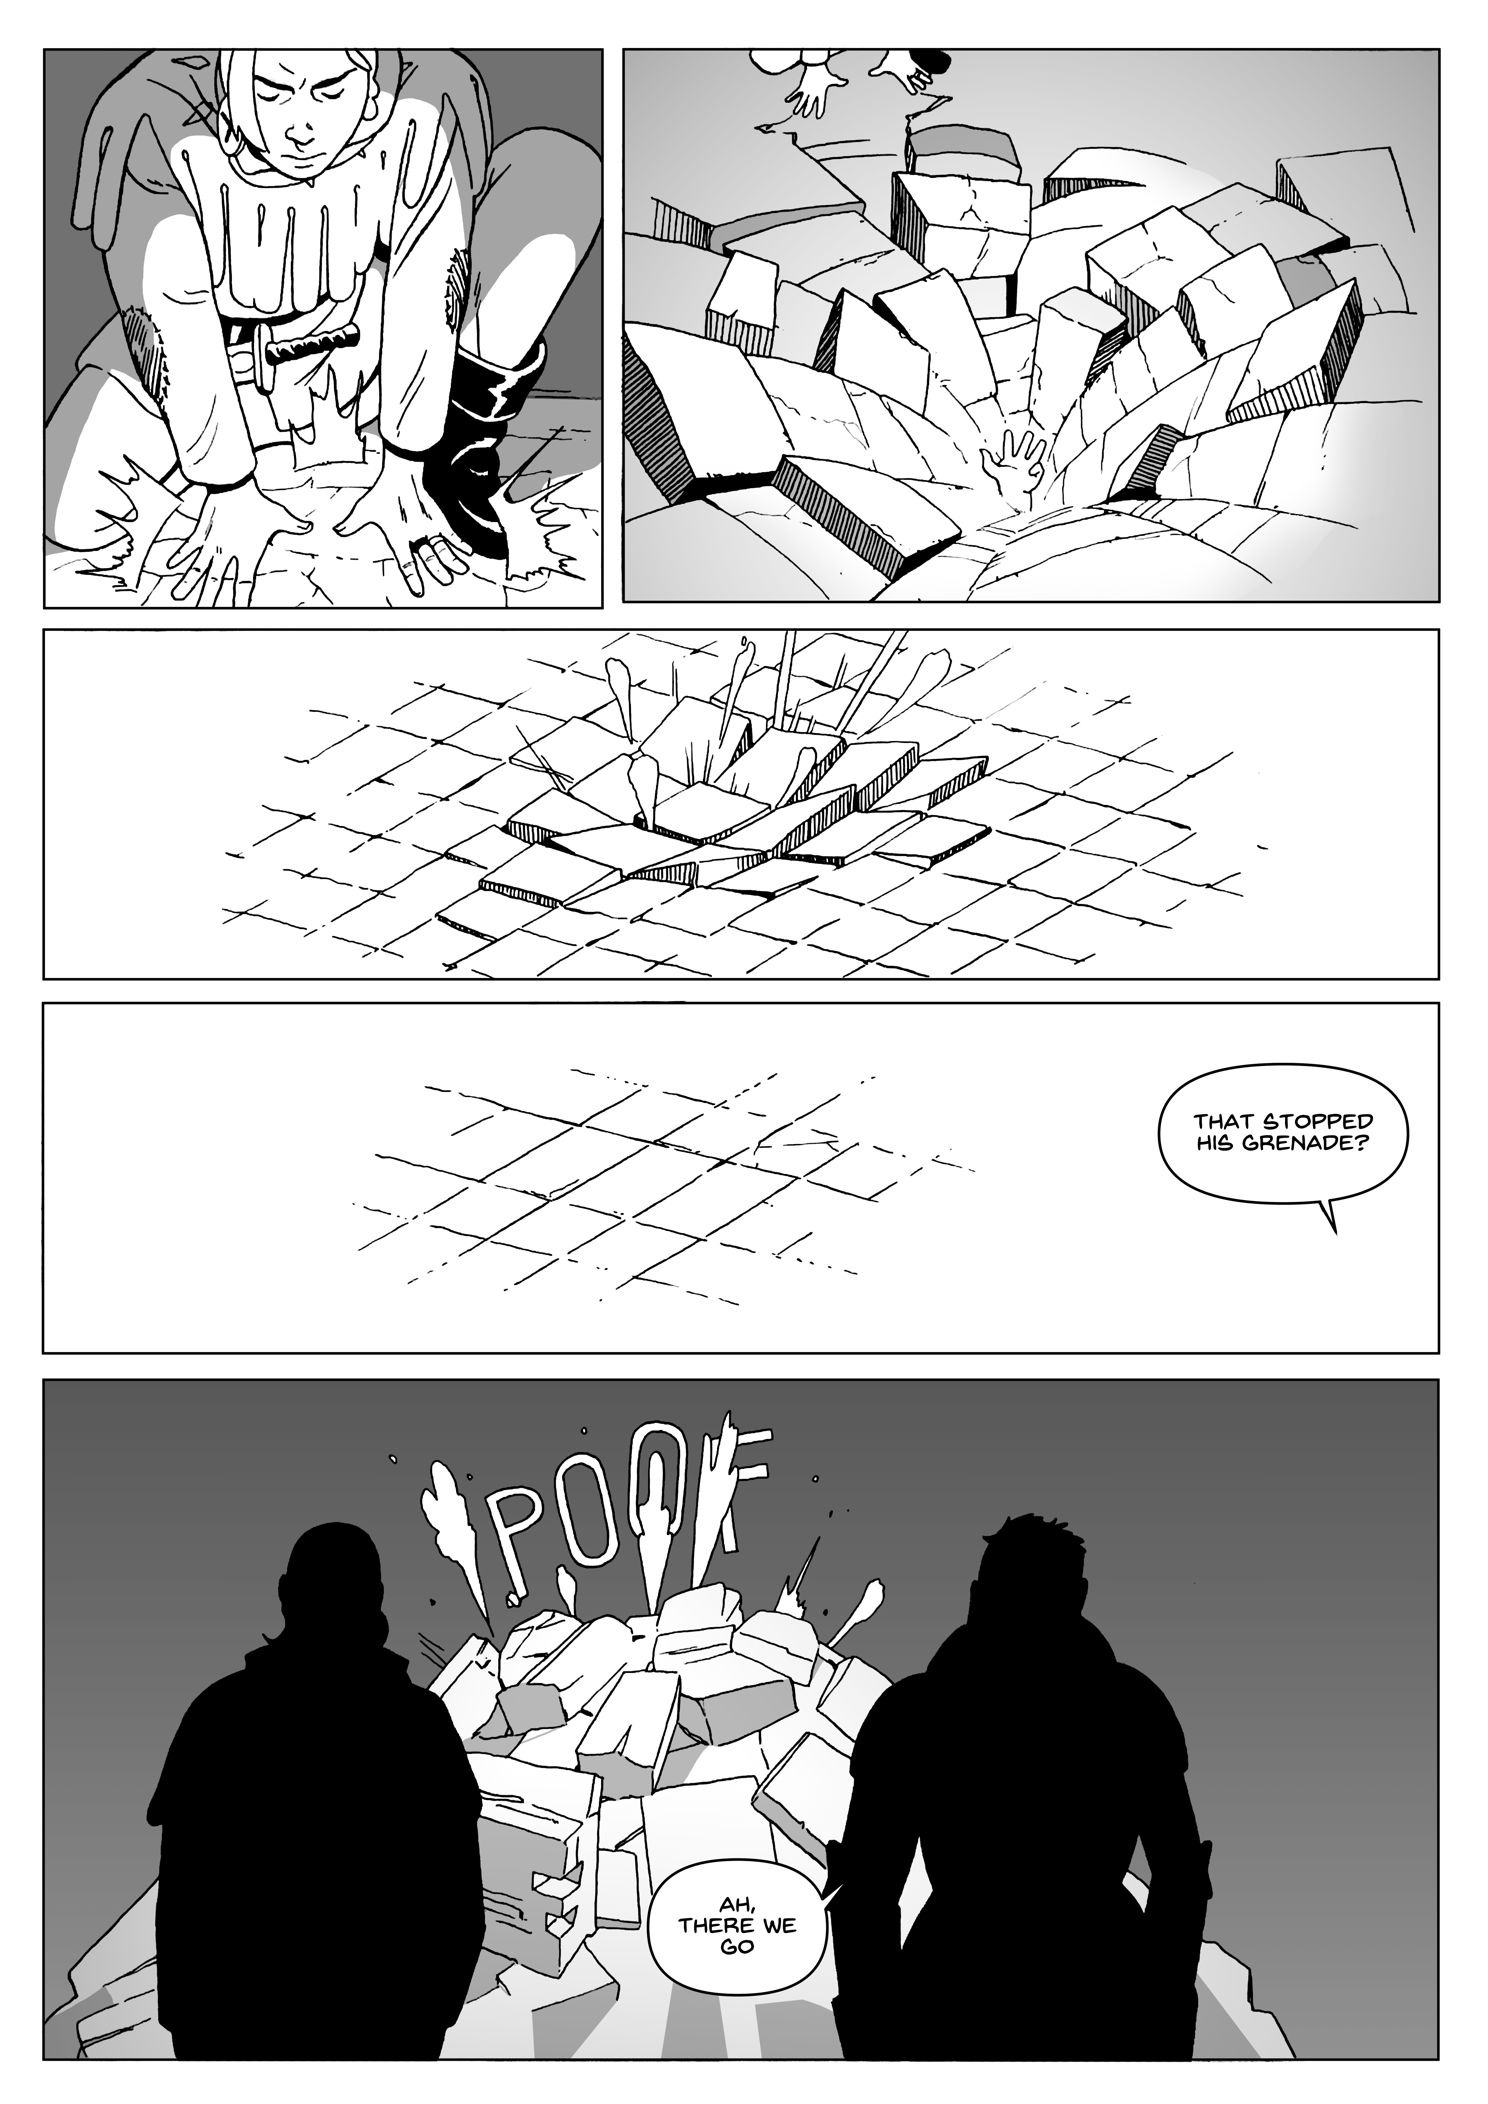 THAT STOPPED
HIS GRENADE?
POOF
AH,
THERE WE
GO